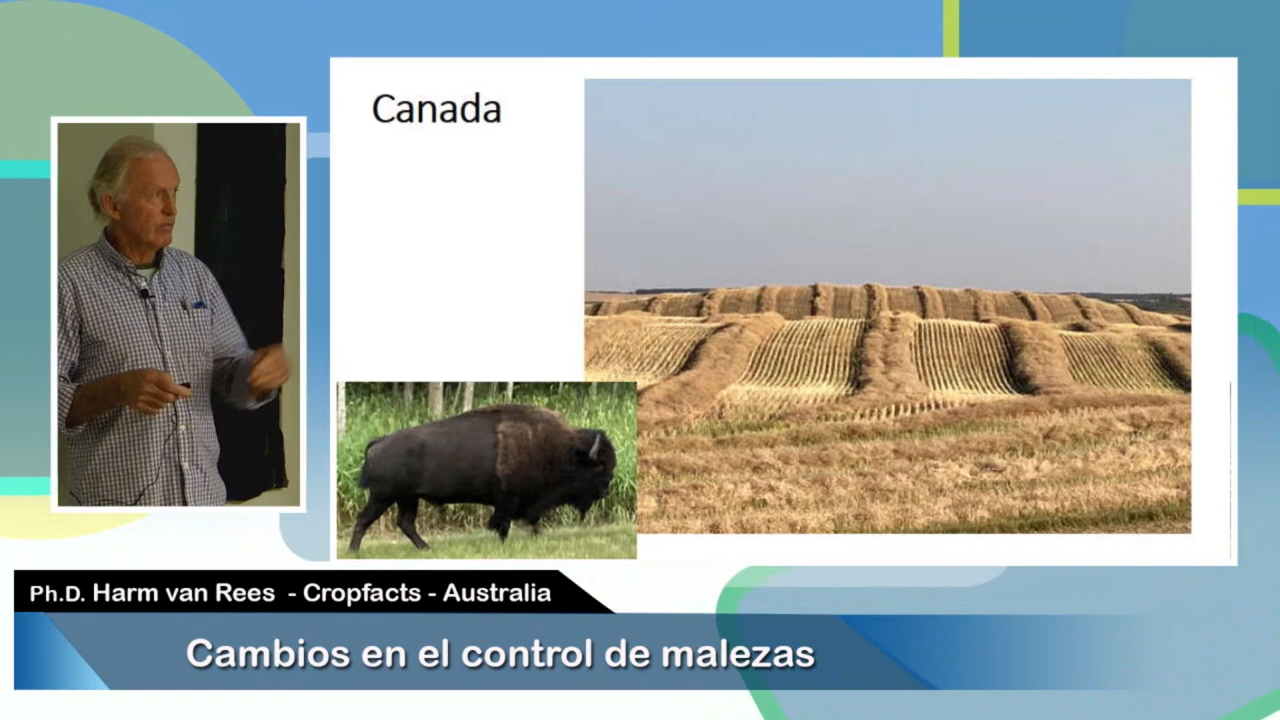 Canada
Ph.D. Harm van Rees - Cropfacts - Australia
Cambios en el control de malezas